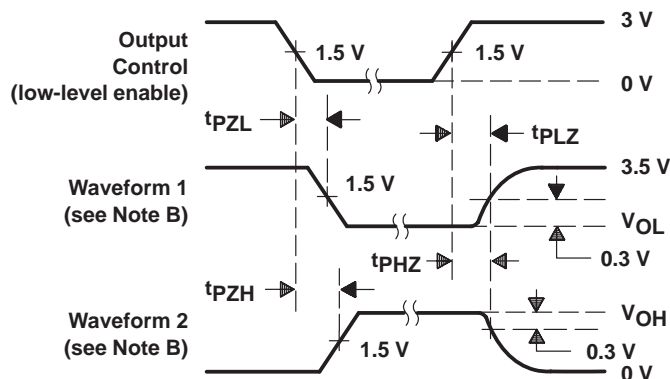 Output
Control
(low-level enable)
1.5 V
1.5 V
3 V
0 V
tPZL
tPLZ
Waveform 1
(see Note B)
1.5 V
3.5 V
VOL
0.3 V
tPHZ
tPZH
Waveform 2
(see Note B)
1.5 V
VOH
0.3 V
0 V